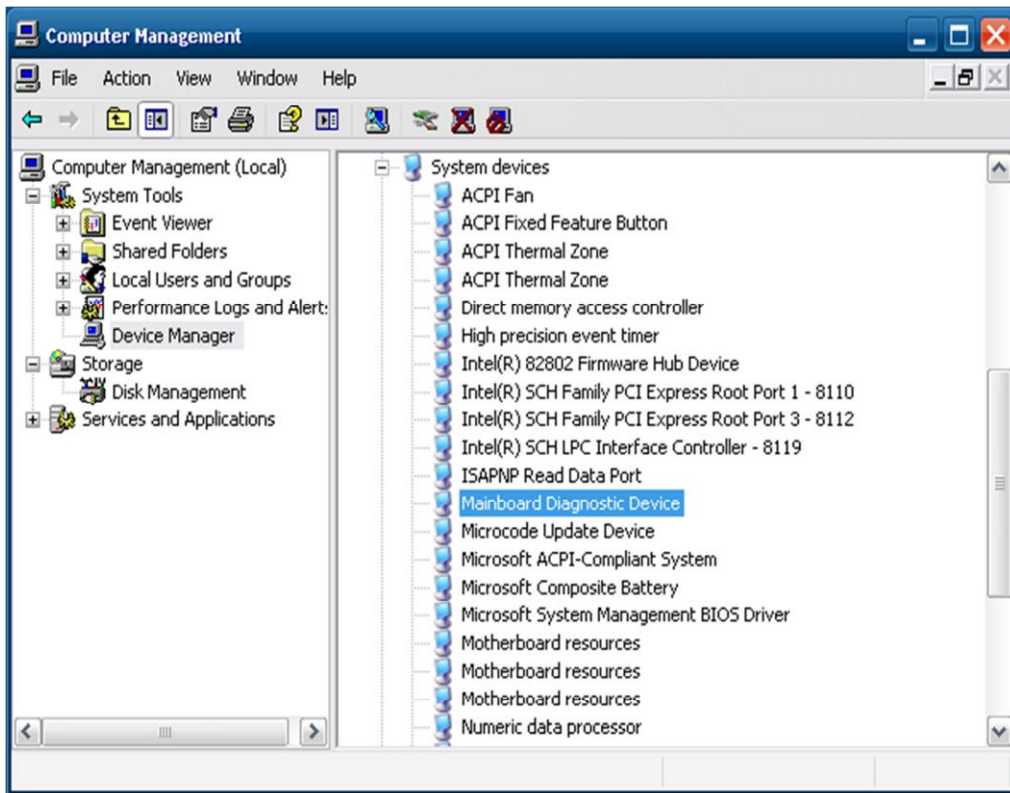 Computer Management
File Action View Window Help
Computer Management (Local)
System Tools
Event Viewer
Shared Folders
Local Users and Groups
Performance Logs and Alert
Device Manager
Storage
Disk Management
Services and Applications
System devices
ACPI Fan
ACPI Fixed Feature Button
ACPI Thermal Zone
ACPI Thermal Zone
Direct memory access controller
High precision event timer
Intel(R) 82802 Firmware Hub Device
Intel(R) SCH Family PCI Express Root Port 1 - 8110
Intel(R) SCH Family PCI Express Root Port 3 - 8112
Intel(R) SCH LPC Interface Controller - 8119
ISAPNP Read Data Port
Mainboard Diagnostic Device
Microcode Update Device
Microsoft ACPI-Compliant System
Microsoft Composite Battery
Microsoft System Management BIOS Driver
Motherboard resources
Motherboard resources
Motherboard resources
Numeric data processor